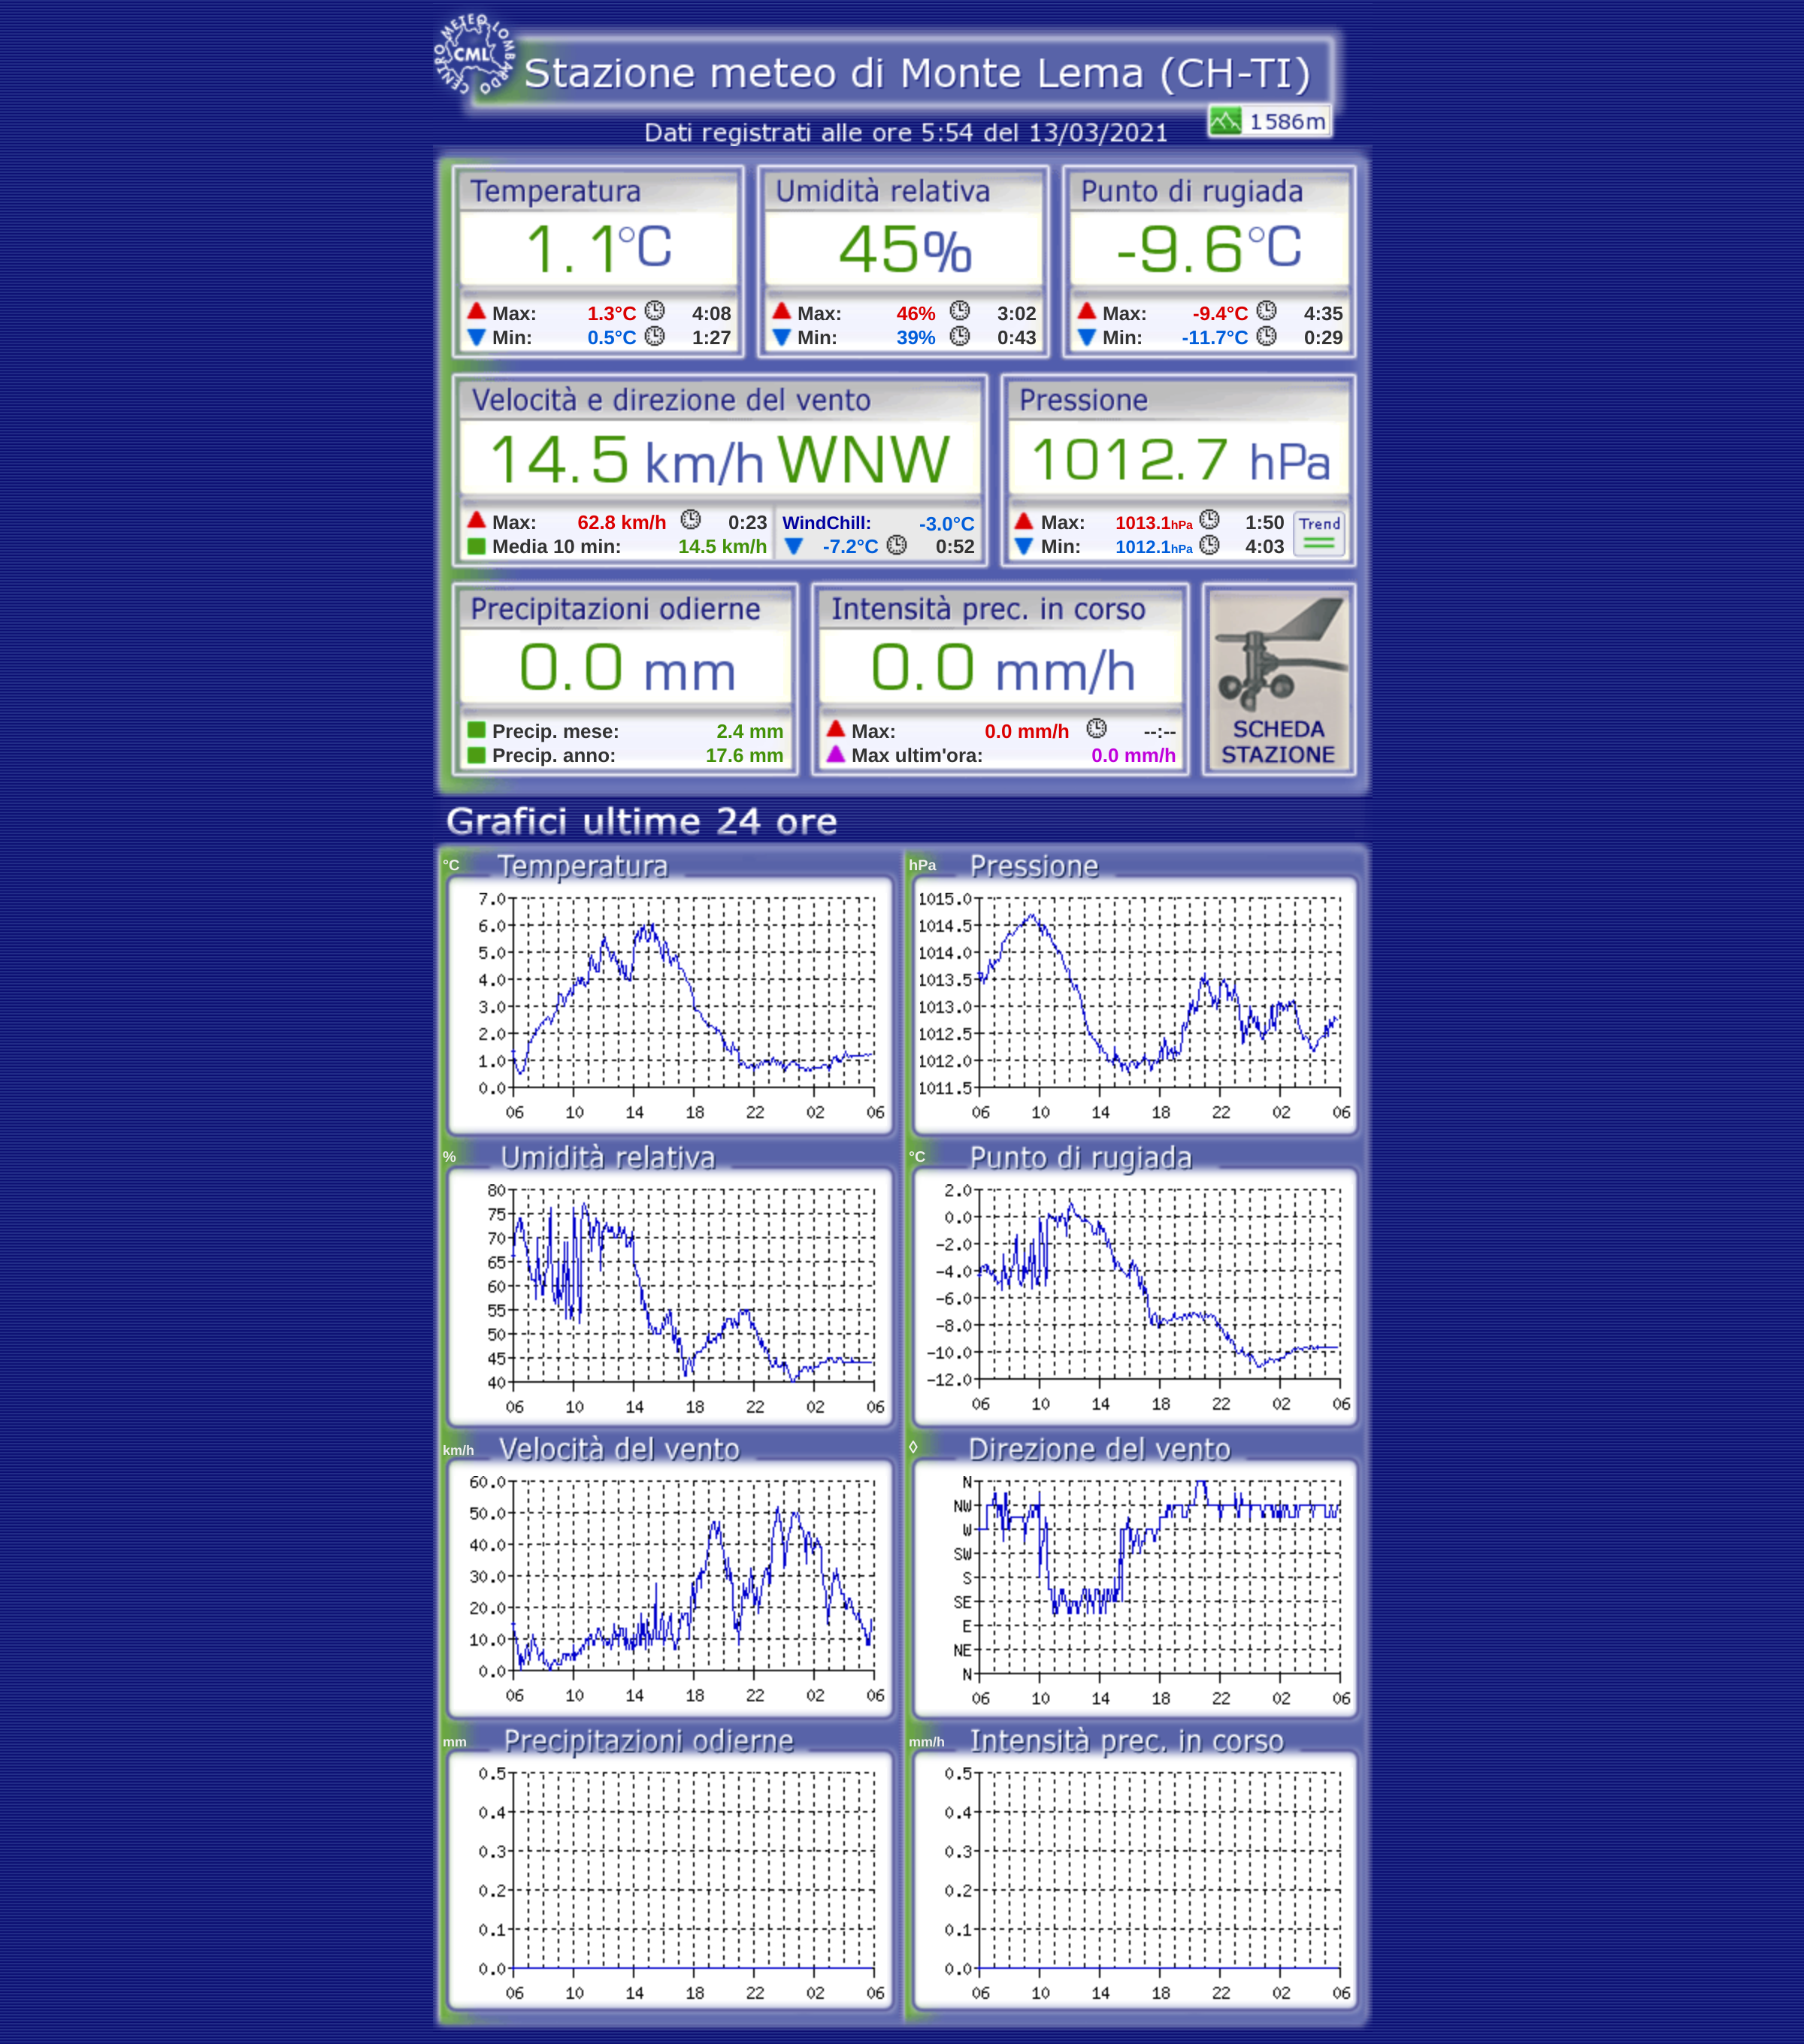 CENTRO METEO LOMBARDO
CML
Stazione meteo di Monte Lema (CH-TI)
1586m
Dati registrati alle ore 5:54 del 13/03/2021
Temperatura
1.1°C
Max: 1.3°C 4:08
Min: 0.5°C 1:27
Umidità relativa
45%
Max: 46% 3:02
Min: 39% 0:43
Punto di rugiada
-9.6°C
Max: -9.4°C 4:35
Min: -11.7°C 0:29
Velocità e direzione del vento
14.5 km/h WNW
Max: 62.8 km/h 0:23
Media 10 min: 14.5 km/h
WindChill: -3.0°C
-7.2°C 0:52
Pressione
1012.7 hPa
Max: 1013.1hPa 1:50
Min: 1012.1hPa 4:03
Trend
Precipitazioni odierne
0.0 mm
Precip. mese: 2.4 mm
Precip. anno: 17.6 mm
Intensità prec. in corso
0.0 mm/h
Max: 0.0 mm/h --:--
Max ultim'ora: 0.0 mm/h
SCHEDA
STAZIONE
Grafici ultime 24 ore
°C Temperatura
7.0
6.0
5.0
4.0
3.0
2.0
1.0
0.0
06 10 14 18 22 02 06
hPa Pressione
1015.0
1014.5
1014.0
1013.5
1013.0
1012.5
1012.0
1011.5
06 10 14 18 22 02 06
% Umidità relativa
80
75
70
65
60
55
50
45
40
06 10 14 18 22 02 06
°C Punto di rugiada
2.0
0.0
-2.0
-4.0
-6.0
-8.0
-10.0
-12.0
06 10 14 18 22 02 06
km/h Velocità del vento
60.0
50.0
40.0
30.0
20.0
10.0
0.0
06 10 14 18 22 02 06
◊ Direzione del vento
N
NW
W
SW
S
SE
E
NE
N
06 10 14 18 22 02 06
mm Precipitazioni odierne
0.5
0.4
0.3
0.2
0.1
0.0
06 10 14 18 22 02 06
mm/h Intensità prec. in corso
0.5
0.4
0.3
0.2
0.1
0.0
06 10 14 18 22 02 06